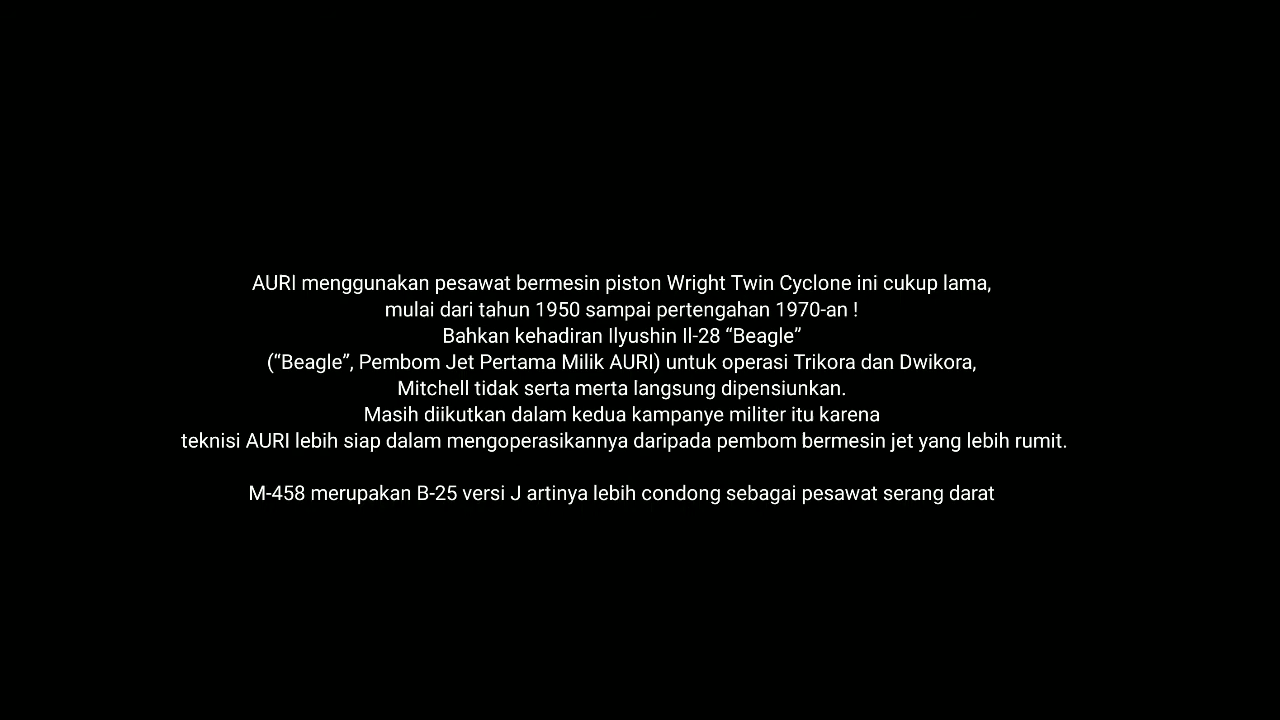 AURI menggunakan pesawat bermesin piston Wright Twin Cyclone ini cukup lama,
mulai dari tahun 1950 sampai pertengahan 1970-an !
Bahkan kehadiran Ilyushin Il-28 “Beagle”
(“Beagle”, Pembom Jet Pertama Milik AURI) untuk operasi Trikora dan Dwikora,
Mitchell tidak serta merta langsung dipensiunkan.
Masih diikutkan dalam kedua kampanye militer itu karena
teknisi AURI lebih siap dalam mengoperasikannya daripada pembom bermesin jet yang lebih rumit.
M-458 merupakan B-25 versi J artinya lebih condong sebagai pesawat serang darat